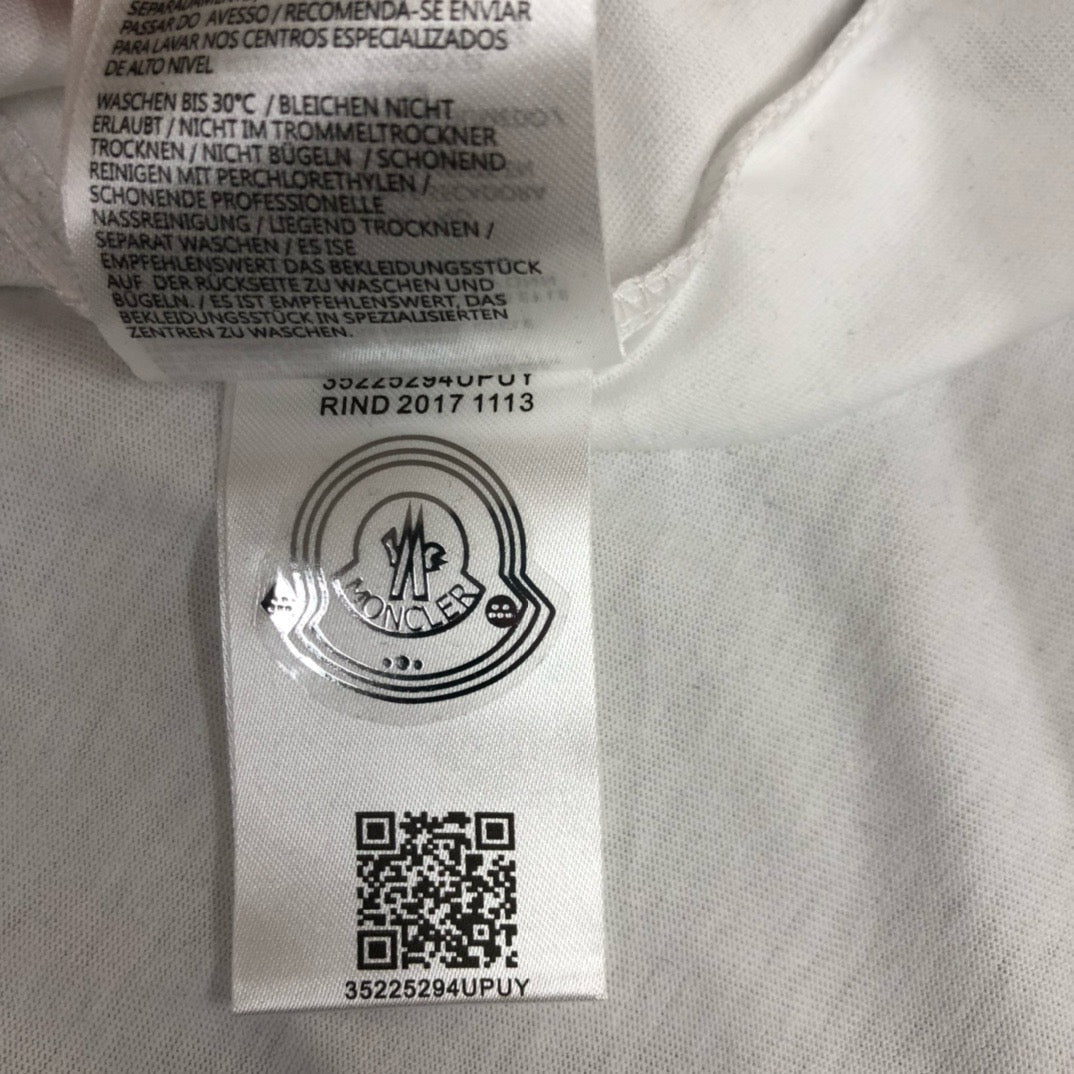 SEPARADAMENTE
PASSAR DO AVESSO / RECOMENDA-SE ENVIAR
PARA LAVAR NOS CENTROS ESPECIALIZADOS
DE ALTO NIVEL
WASCHEN BIS 30°C / BLEICHEN NICHT
ERLAUBT / NICHT IM TROMMELTROCKNER
TROCKNEN / NICHT BÜGELN / SCHONEND
REINIGEN MIT PERCHLORETHYLEN /
SCHONENDE PROFESSIONELLE
NASSREINIGUNG / LIEGEND TROCKNEN /
SEPARAT WASCHEN / ES ISE
EMPFEHLENSWERT DAS BEKLEIDUNGSSTÜCK
AUF DER RÜCKSEITE ZU WASCHEN UND
BÜGELN. / ES IST EMPFEHLENSWERT, DAS
BEKLEIDUNGSSTÜCK IN SPEZIALISIERTEN
ZENTREN ZU WASCHEN.
35225294UPUY
RIND 2017 1113
MONCLER
35225294UPUY